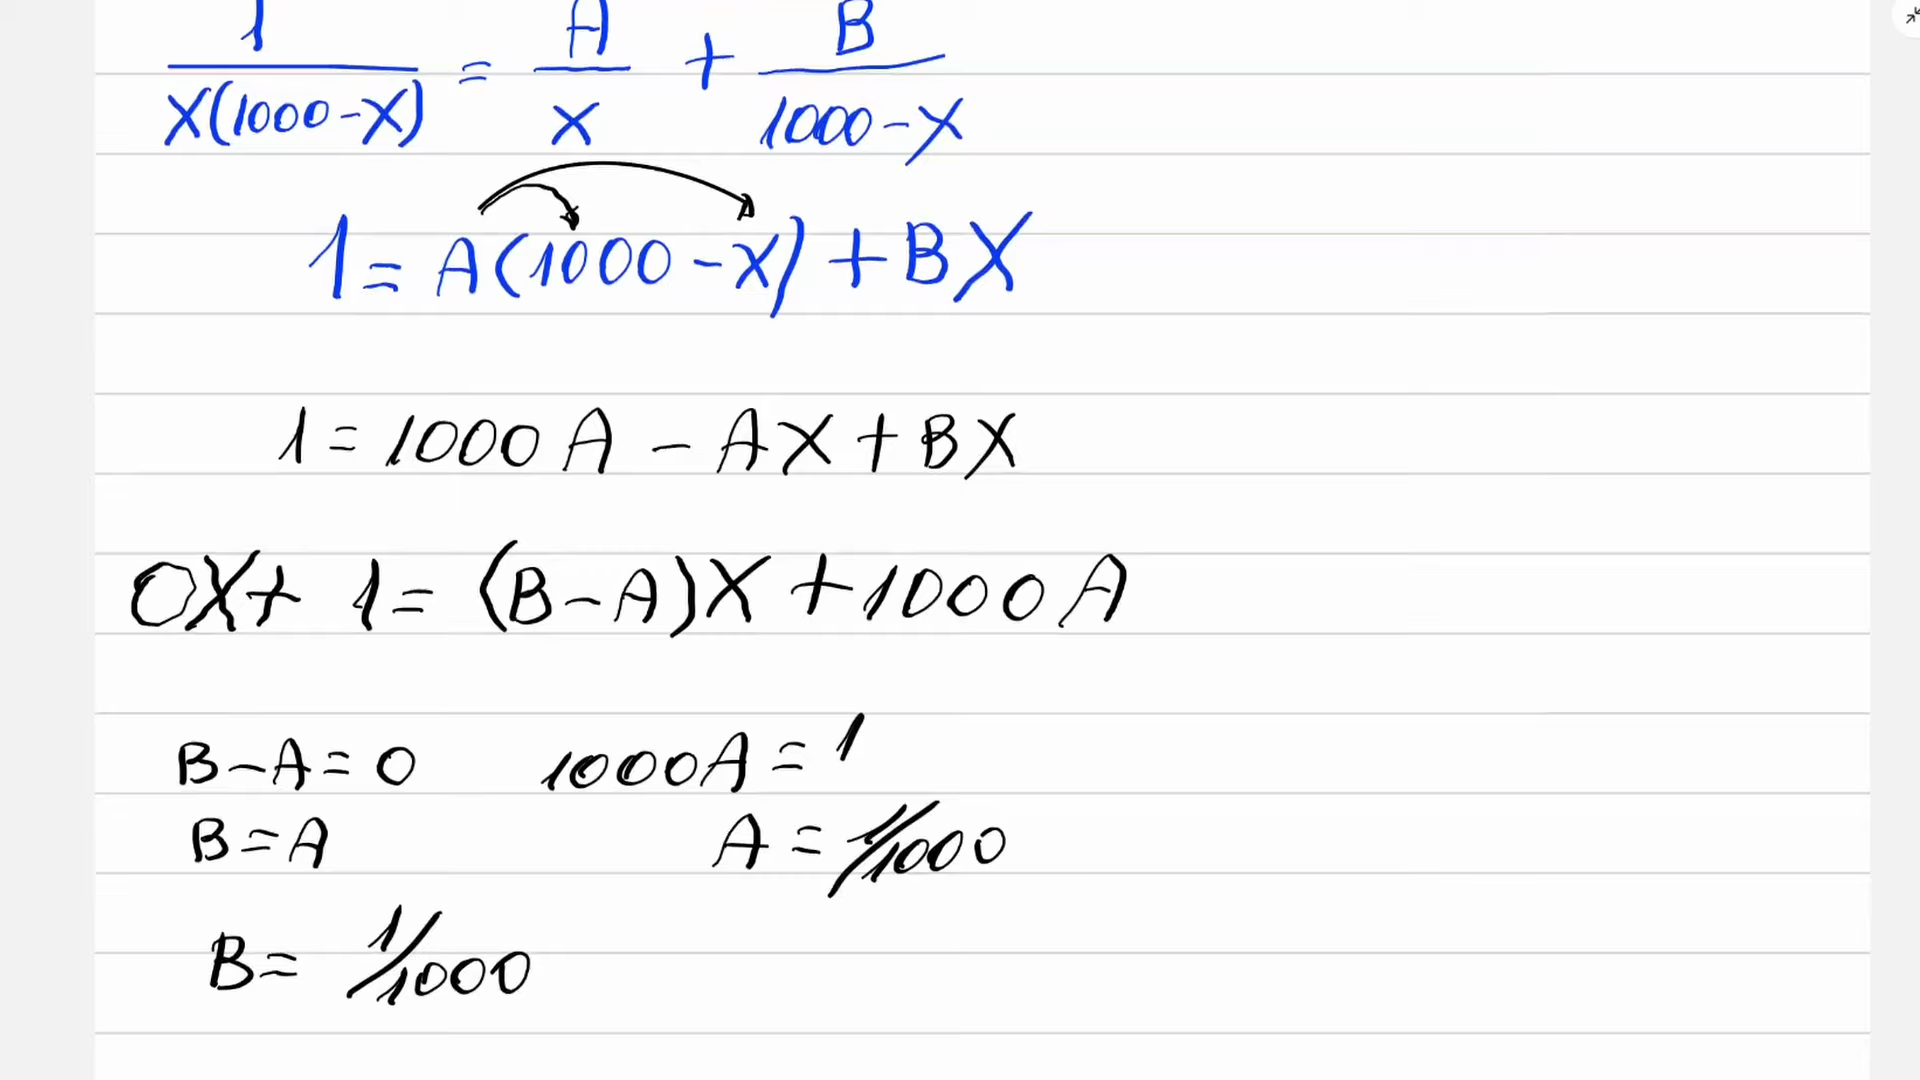 1/(X(1000-X)) = A/X + B/(1000-X)
1 = A(1000-X) + BX
1 = 1000A - AX + BX
0X + 1 = (B-A)X + 1000A
B-A=0 1000A = 1
B=A A = 1/1000
B = 1/1000